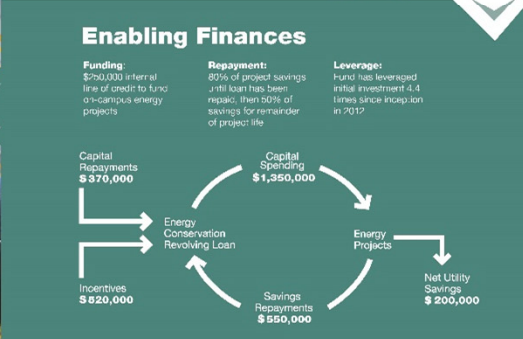 Enabling Finances
Funding:
$250,000 internal
line of credit to fund
on-campus energy
projects
Repayment:
80% of project savings
until loan has been
repaid, then 50% of
savings for remainder
of project life
Leverage:
Fund has leveraged
initial investment 4.4
times since inception
in 2012
Capital
Repayments
$370,000
Capital
Spending
$1,350,000
Energy
Conservation
Revolving Loan
Energy
Projects
Incentives
$820,000
Savings
Repayments
$550,000
Net Utility
Savings
$200,000